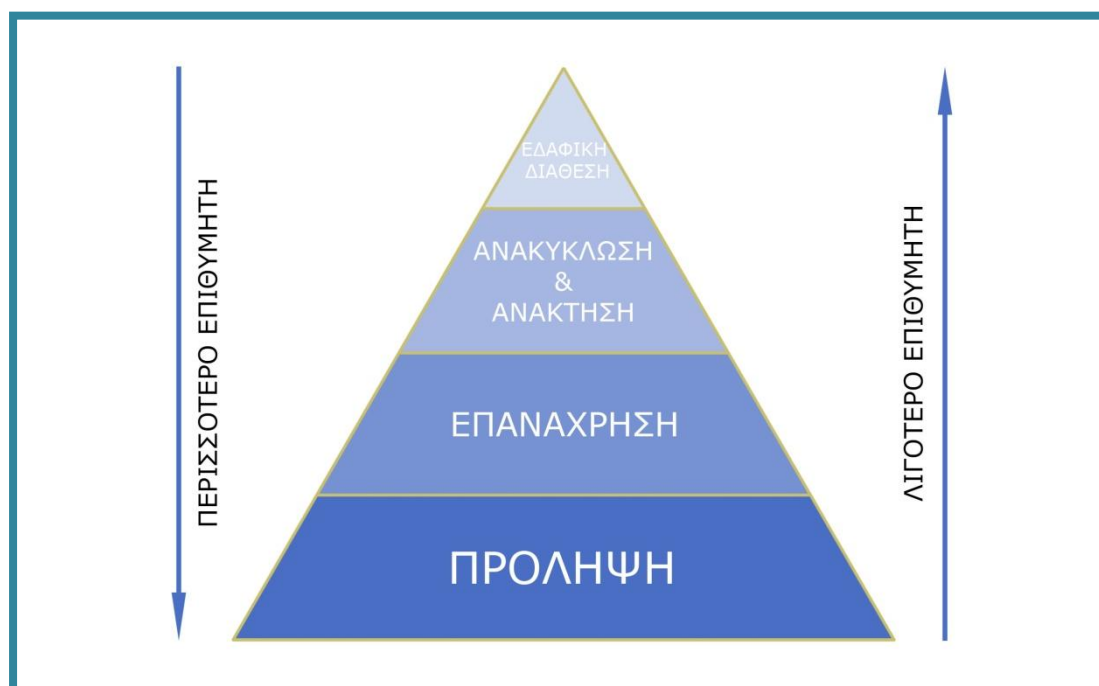 ΕΔΑΦΙΚΗ
ΔΙΑΘΕΣΗ
ΑΝΑΚΥΚΛΩΣΗ
&
ΑΝΑΚΤΗΣΗ
ΕΠΑΝΑΧΡΗΣΗ
ΠΡΟΛΗΨΗ
ΠΕΡΙΣΣΟΤΕΡΟ ΕΠΙΘΥΜΗΤΗ
ΛΙΓΟΤΕΡΟ ΕΠΙΘΥΜΗΤΗ